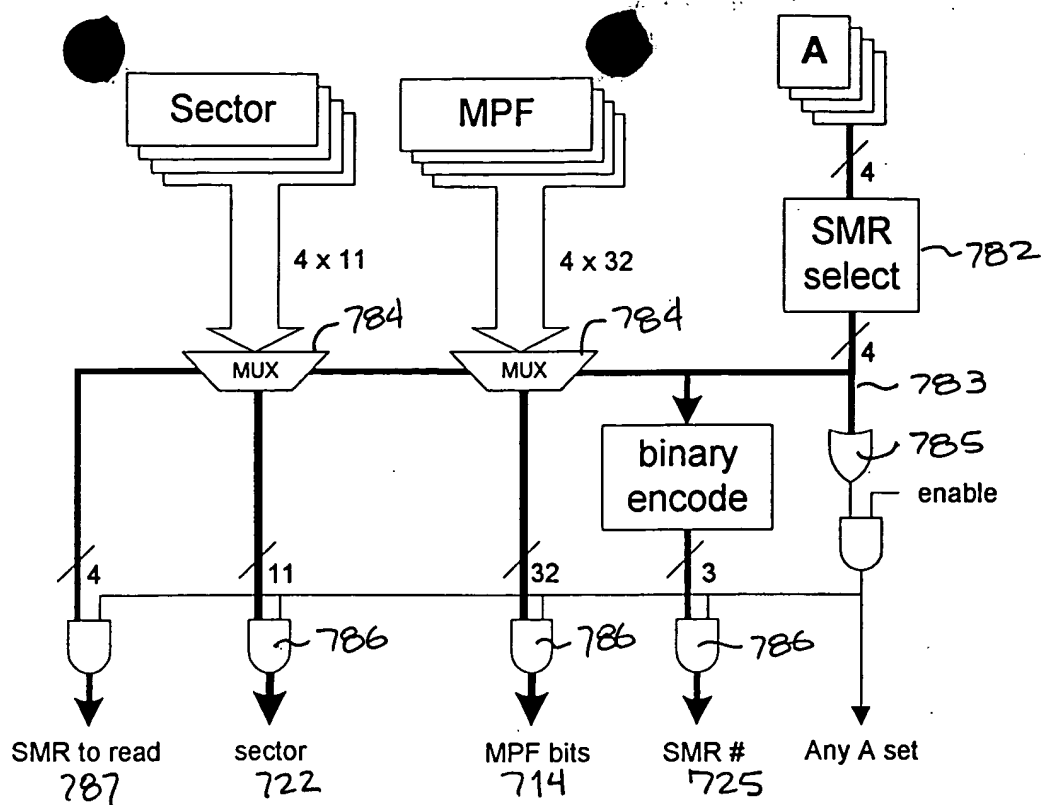 A
Sector
MPF
4
SMR
select
782
4 x 11
4 x 32
784
784
4
MUX
MUX
783
785
binary
encode
enable
4
11
32
3
786
786
786
SMR to read
787
sector
722
MPF bits
714
SMR #
725
Any A set